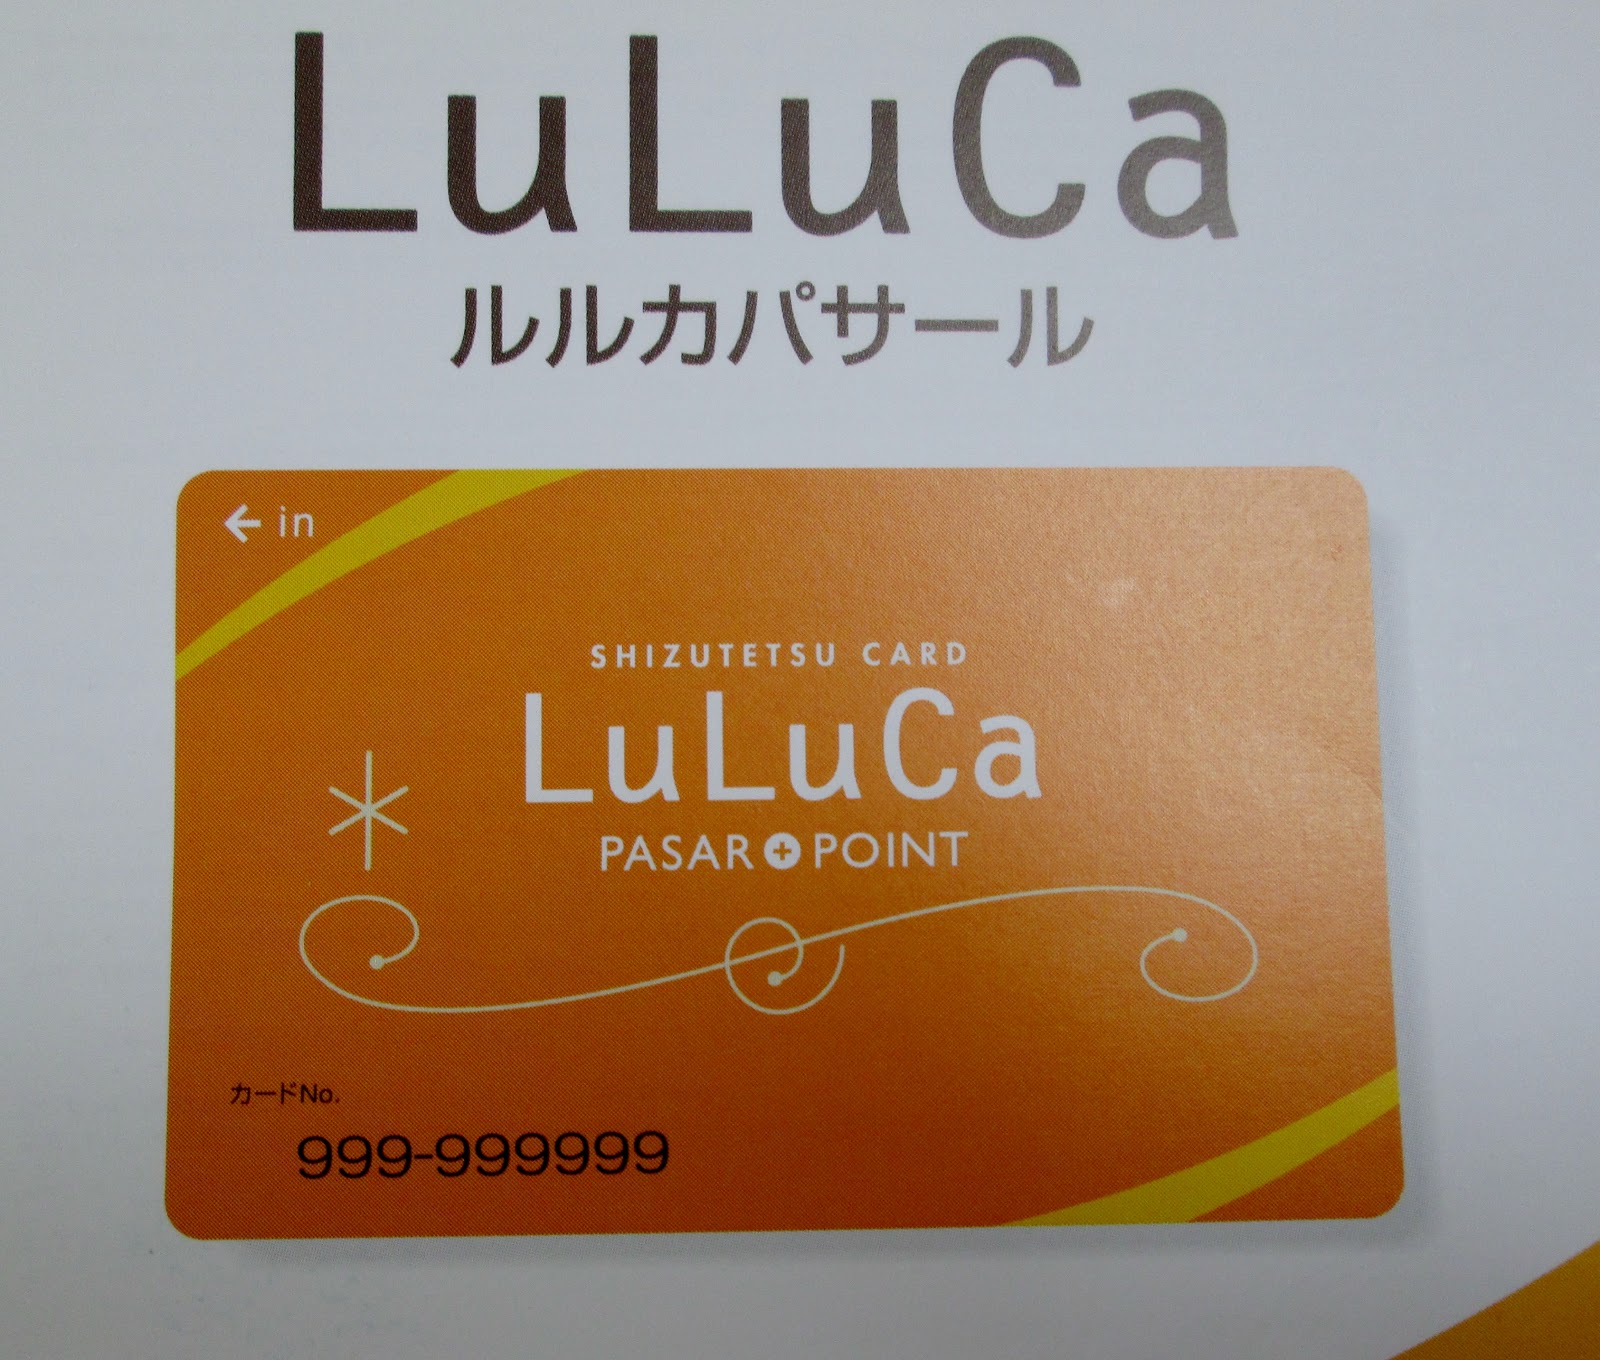 LuLuCa
ルルカパサール
← in
SHIZUTETSU CARD
LuLuCa
PASAR+POINT
カードNo.
999-999999